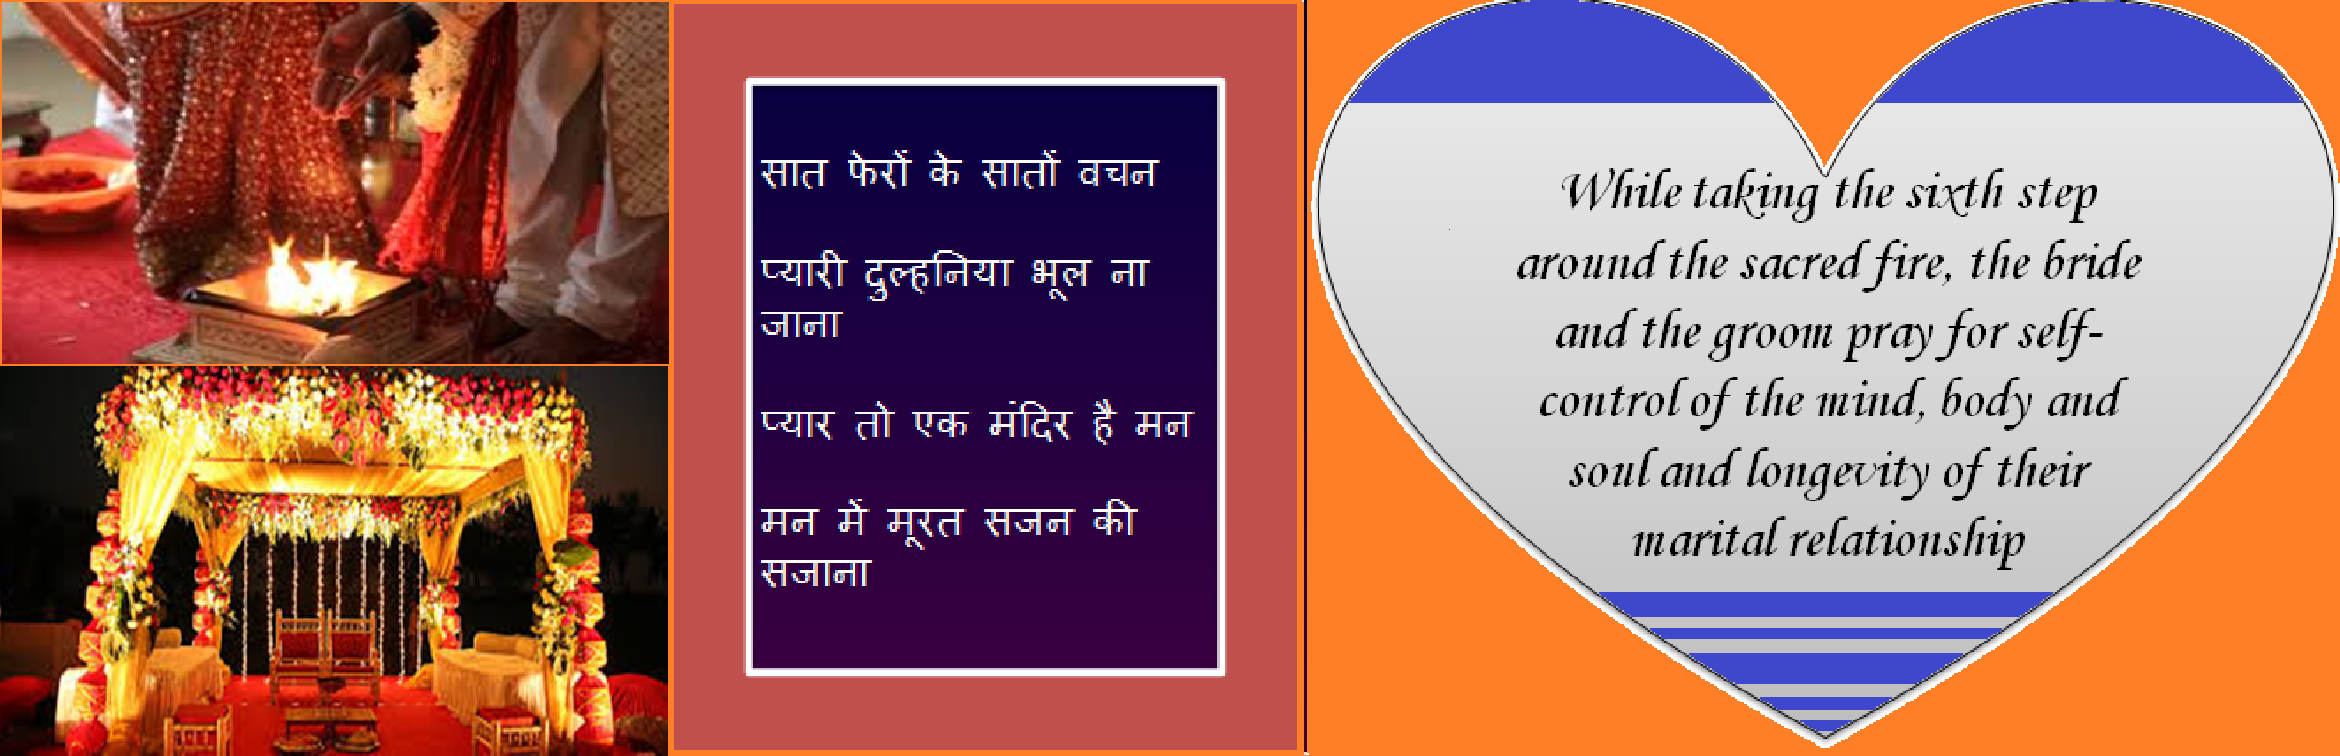 सात फेरों के सातों वचन
प्यारी दुल्हनिया भूल ना
जाना
प्यार तो एक मंदिर है मन
मन में मूरत सजन की
सजाना
While taking the sixth step
around the sacred fire, the bride
and the groom pray for self-
control of the mind, body and
soul and longevity of their
marital relationship